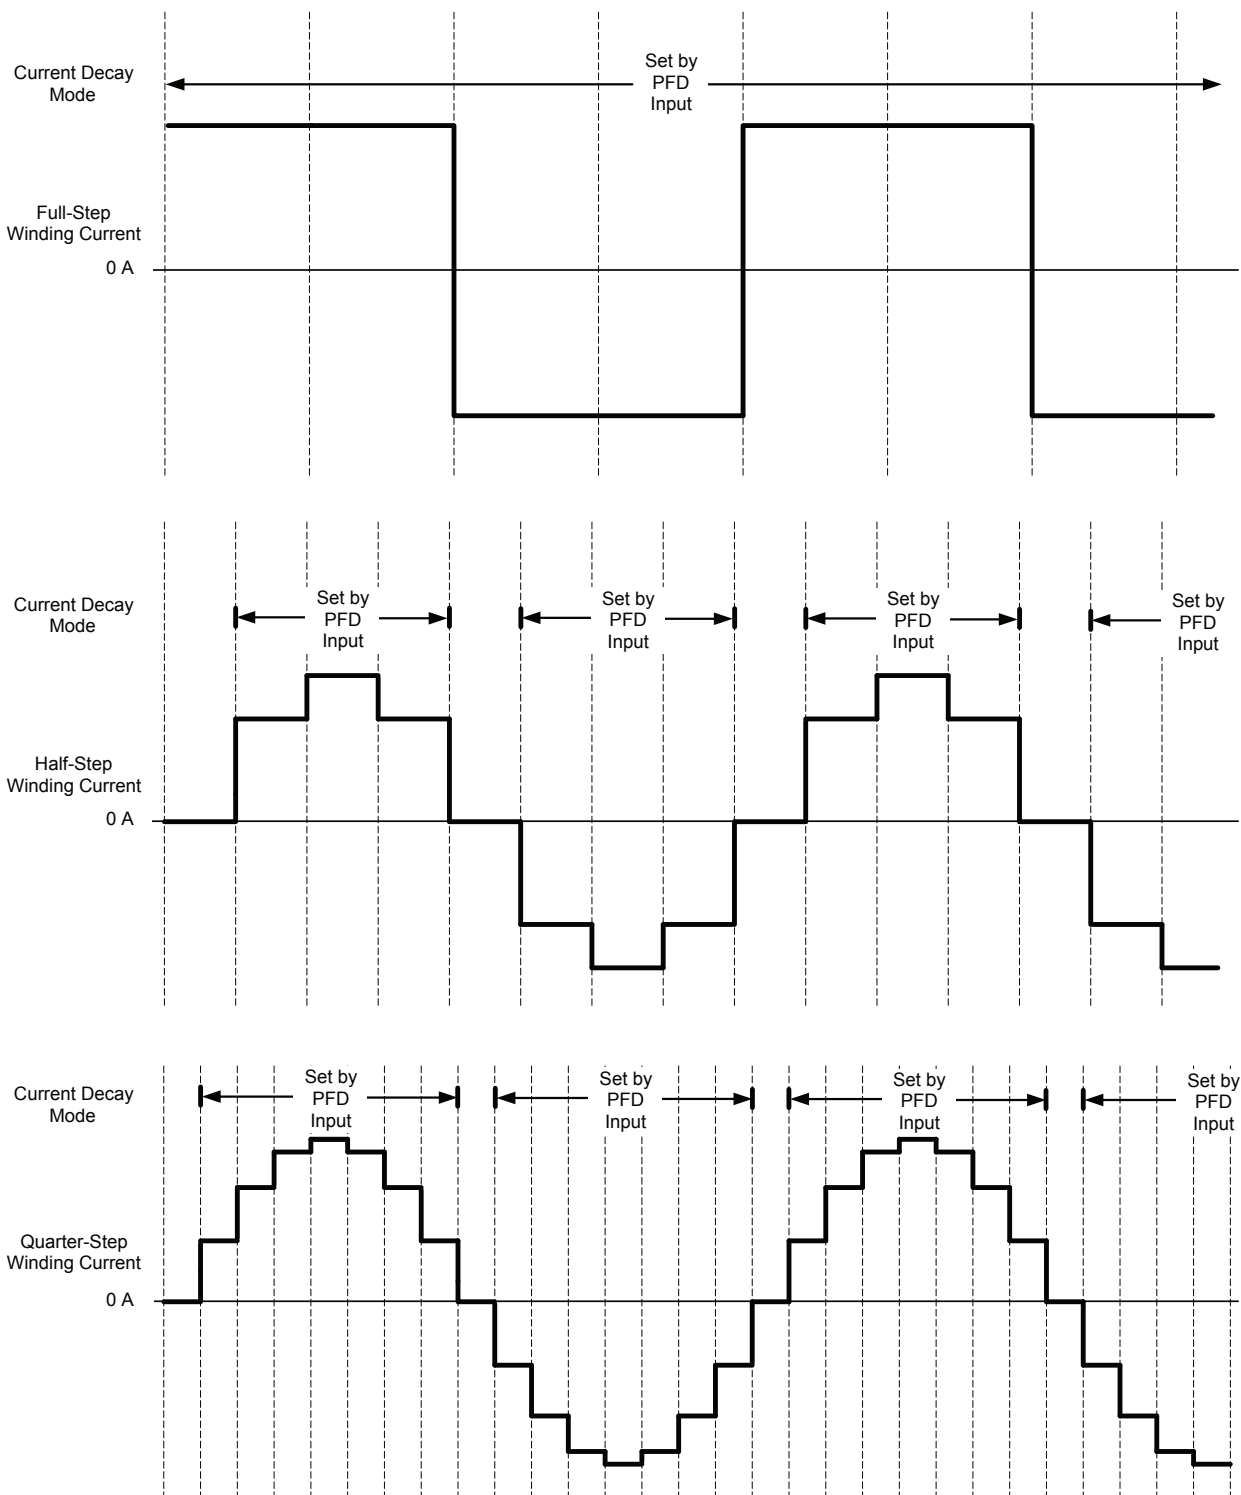 Current Decay
Mode
Set by
PFD
Input
Full-Step
Winding Current
0 A
Current Decay
Mode
Set by
PFD
Input
Set by
PFD
Input
Set by
PFD
Input
Set by
PFD
Input
Half-Step
Winding Current
0 A
Current Decay
Mode
Set by
PFD
Input
Set by
PFD
Input
Set by
PFD
Input
Set by
PFD
Input
Quarter-Step
Winding Current
0 A